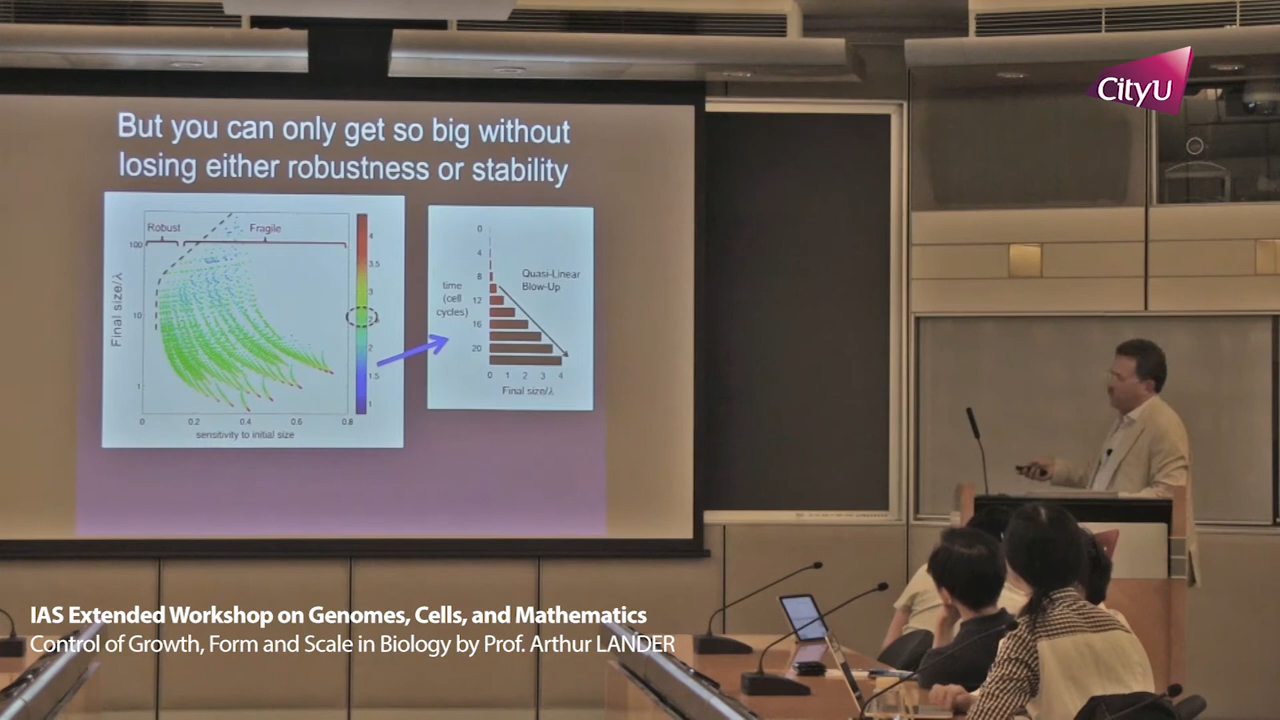 CityU
But you can only get so big without
losing either robustness or stability
Robust
Fragile
100
10
1
Final size/λ
0
0.2
0.4
0.6
0.8
sensitivity to initial size
4
3.5
3
2
1.5
1
time
(cell
cycles)
0
4
8
12
16
20
Quasi-Linear
Blow-Up
0 1 2 3 4
Final size/λ
IAS Extended Workshop on Genomes, Cells, and Mathematics
Control of Growth, Form and Scale in Biology by Prof. Arthur LANDER